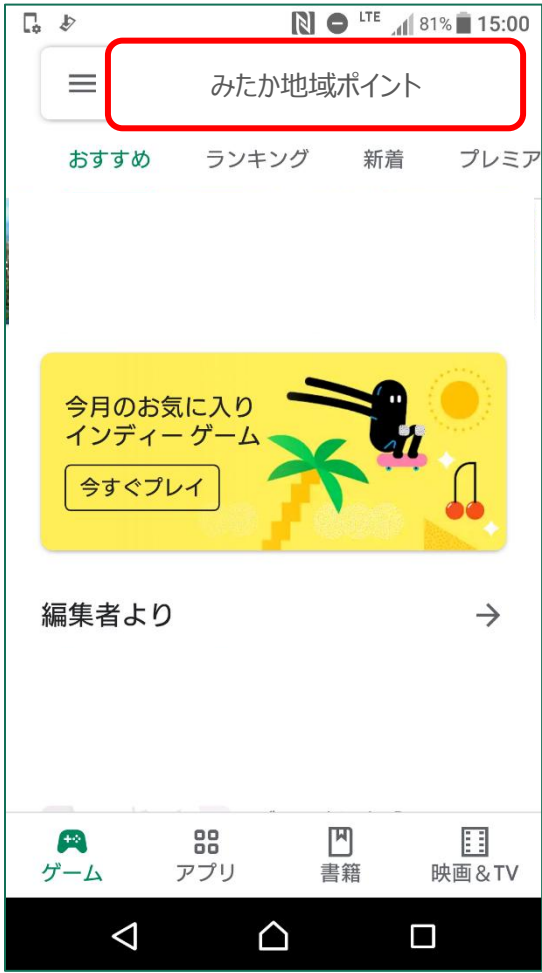 LTE 81% 15:00
みたか地域ポイント
おすすめ ランキング 新着 プレミア
今月のお気に入り
インディー ゲーム
今すぐプレイ
編集者より
ゲーム アプリ 書籍 映画＆TV